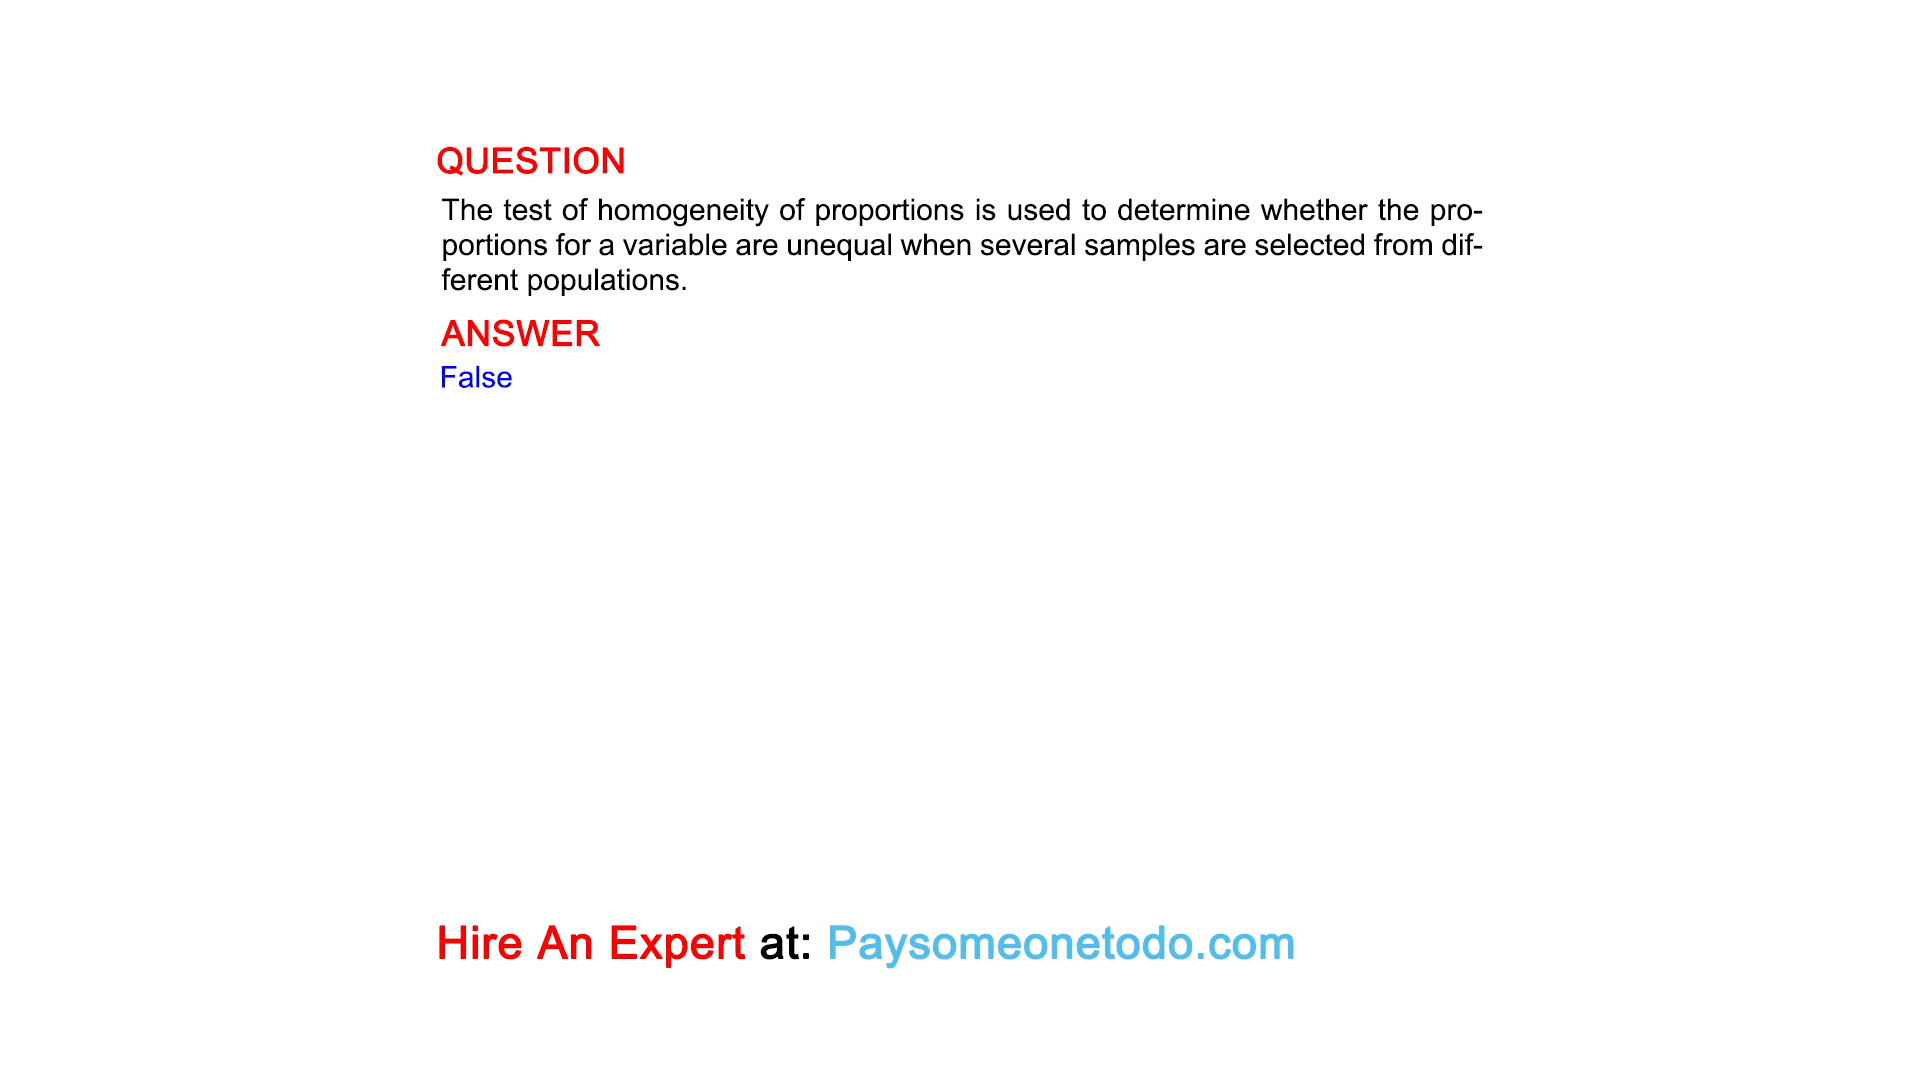 QUESTION
The test of homogeneity of proportions is used to determine whether the pro-
portions for a variable are unequal when several samples are selected from dif-
ferent populations.
ANSWER
False
Hire An Expert at: Paysomeonetodo.com